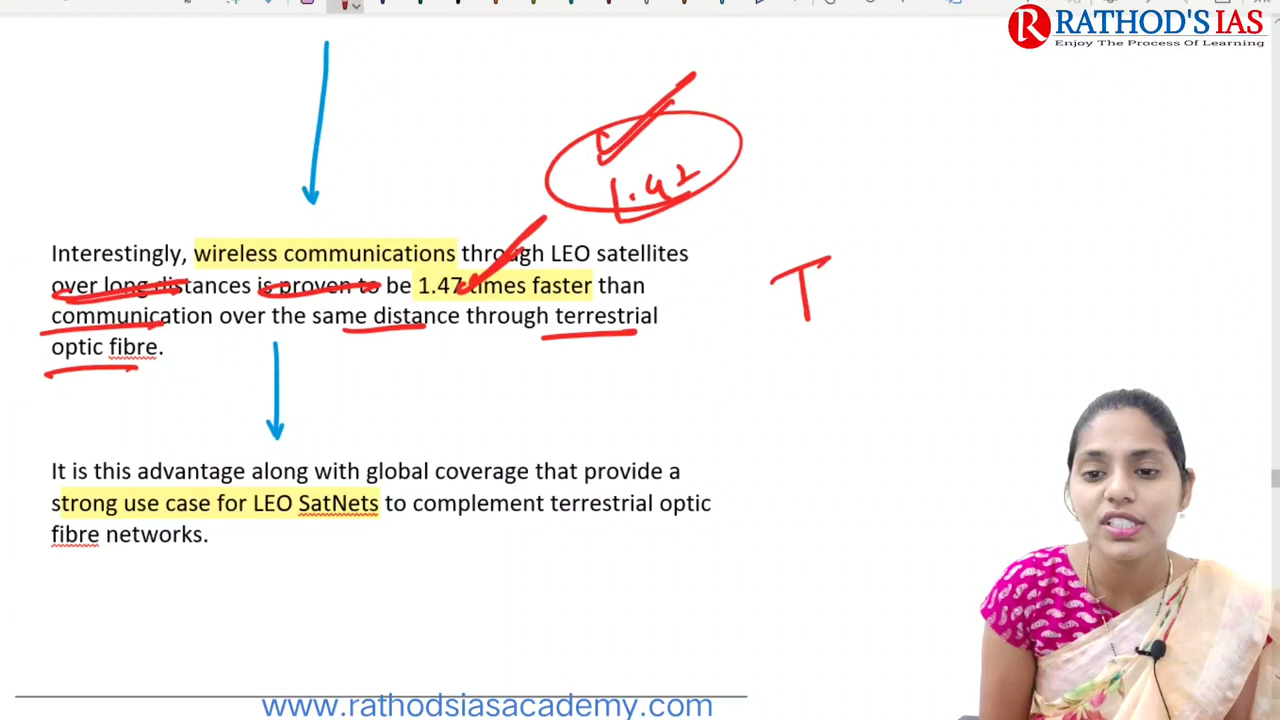 RATHOD'S IAS
Enjoy The Process Of Learning
1.42
Interestingly, wireless communications through LEO satellites
over long distances is proven to be 1.47 times faster than
communication over the same distance through terrestrial
optic fibre.
T
It is this advantage along with global coverage that provide a
strong use case for LEO SatNets to complement terrestrial optic
fibre networks.
www.rathodsiasacademy.com